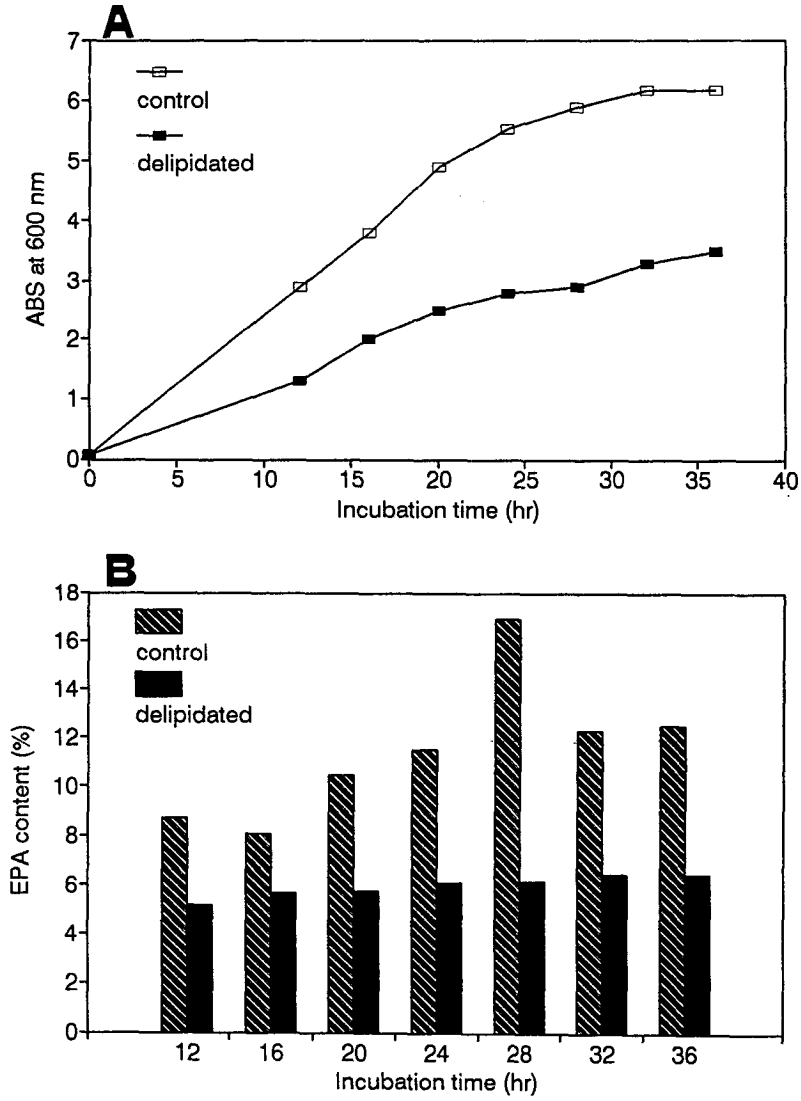 A
7
6
5
4
3
2
1
0
control
delipidated
ABS at 600 nm
0 5 10 15 20 25 30 35 40
Incubation time (hr)
B
18
16
14
12
10
8
6
4
2
0
control
delipidated
EPA content (%)
12 16 20 24 28 32 36
Incubation time (hr)